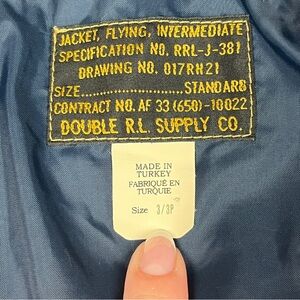 JACKET, FLYING, INTERMEDIATE
SPECIFICATION NO. RRL-J-381
DRAWING NO. 017RH21
SIZE....................STANDARD
CONTRACT NO. AF 33 (650)-10022
DOUBLE R.L. SUPPLY CO.
MADE IN
TURKEY
FABRIQUÉ EN
TURQUIE
Size 3/3P